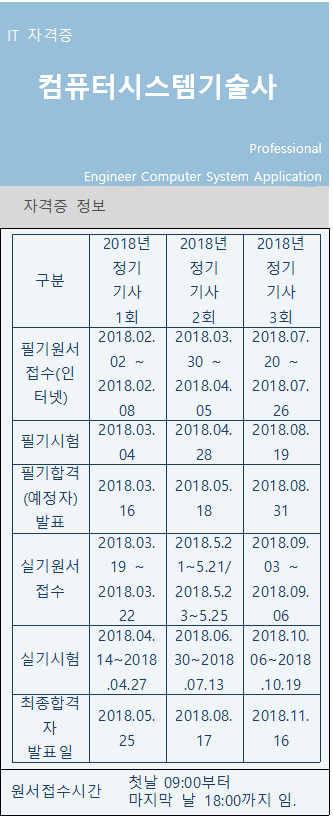 IT 자격증
컴퓨터시스템기술사
Professional
Engineer Computer System Application
자격증 정보
구분
2018년
정기
기사
1회
2018년
정기
기사
2회
2018년
정기
기사
3회
필기원서
접수(인
터넷)
2018.02.
02 ~
2018.02.
08
2018.03.
30 ~
2018.04.
05
2018.07.
20 ~
2018.07.
26
필기시험
2018.03.
04
2018.04.
28
2018.08.
19
필기합격
(예정자)
발표
2018.03.
16
2018.05.
18
2018.08.
31
실기원서
접수
2018.03.
19 ~
2018.03.
22
2018.5.2
1~5.21/
2018.5.2
3~5.25
2018.09.
03 ~
2018.09.
06
실기시험
2018.04.
14~2018
.04.27
2018.06.
30~2018
.07.13
2018.10.
06~2018
.10.19
최종합격
자
발표일
2018.05.
25
2018.08.
17
2018.11.
16
원서접수시간
첫날 09:00부터
마지막 날 18:00까지 임.